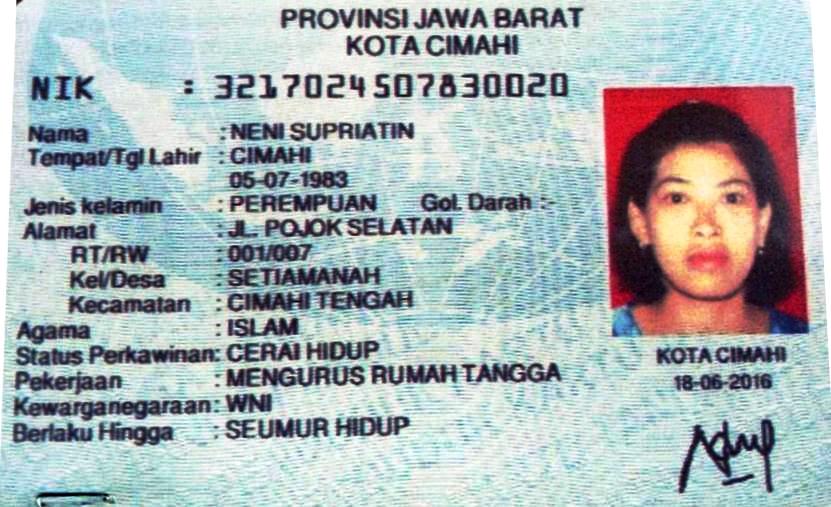 PROVINSI JAWA BARAT
KOTA CIMAHI
NIK : 3217024507830020
Nama : NENI SUPRIATIN
Tempat/Tgl Lahir : CIMAHI
05-07-1983
Jenis kelamin : PEREMPUAN Gol. Darah :-
Alamat : JL. POJOK SELATAN
RT/RW : 001/007
Kel/Desa : SETIAMANAH
Kecamatan : CIMAHI TENGAH
Agama : ISLAM
Status Perkawinan: CERAI HIDUP
Pekerjaan : MENGURUS RUMAH TANGGA
Kewarganegaraan: WNI
Berlaku Hingga : SEUMUR HIDUP
KOTA CIMAHI
18-06-2016